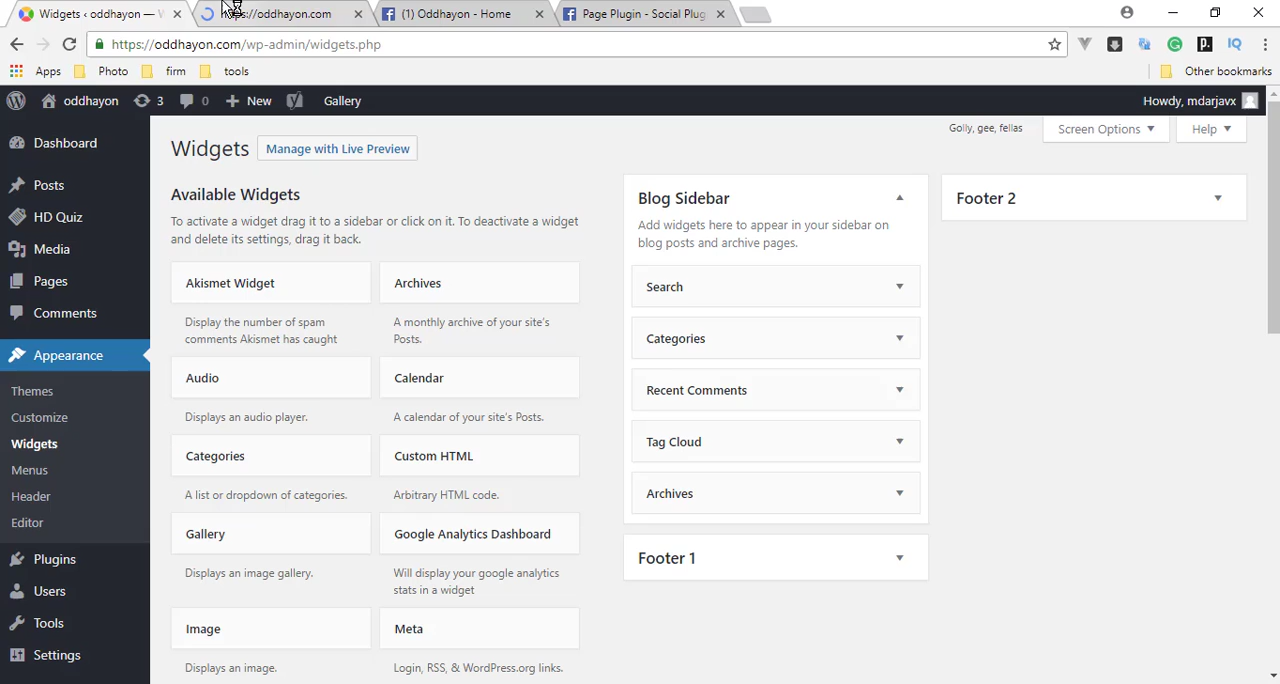 Widgets ‹ oddhayon — W
https://oddhayon.com
(1) Oddhayon - Home
Page Plugin - Social Plug
https://oddhayon.com/wp-admin/widgets.php
Apps
Photo
firm
tools
Other bookmarks
oddhayon
3
0
New
Gallery
Howdy, mdarjavx
Dashboard
Posts
HD Quiz
Media
Pages
Comments
Appearance
Themes
Customize
Widgets
Menus
Header
Editor
Plugins
Users
Tools
Settings
Golly, gee, fellas
Screen Options
Help
Widgets
Manage with Live Preview
Available Widgets
To activate a widget drag it to a sidebar or click on it. To deactivate a widget
and delete its settings, drag it back.
Akismet Widget
Display the number of spam
comments Akismet has caught
Archives
A monthly archive of your site's
Posts.
Audio
Displays an audio player.
Calendar
A calendar of your site's Posts.
Categories
A list or dropdown of categories.
Custom HTML
Arbitrary HTML code.
Gallery
Displays an image gallery.
Google Analytics Dashboard
Will display your google analytics
stats in a widget
Image
Displays an image.
Meta
Login, RSS, & WordPress.org links.
Blog Sidebar
Add widgets here to appear in your sidebar on
blog posts and archive pages.
Search
Categories
Recent Comments
Tag Cloud
Archives
Footer 1
Footer 2